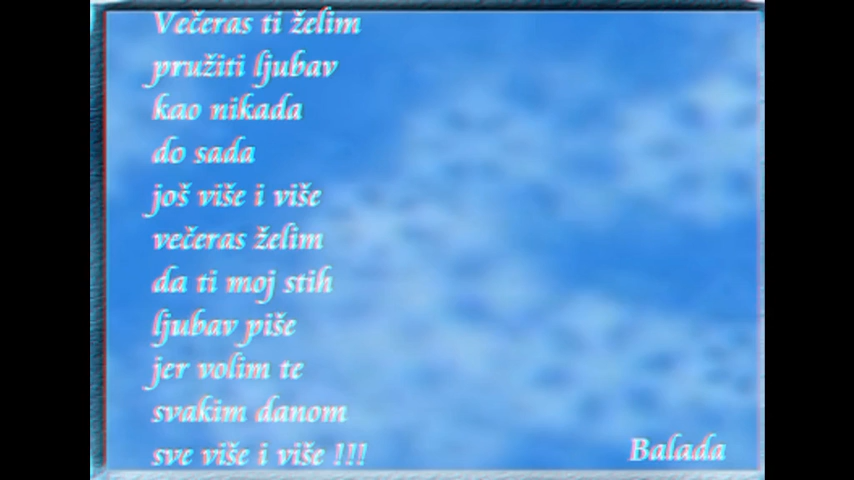 Večeras ti želim
pružiti ljubav
kao nikada
do sada
još više i više
večeras želim
da ti moj stih
ljubav piše
jer volim te
svakim danom
sve više i više !!!
Balada